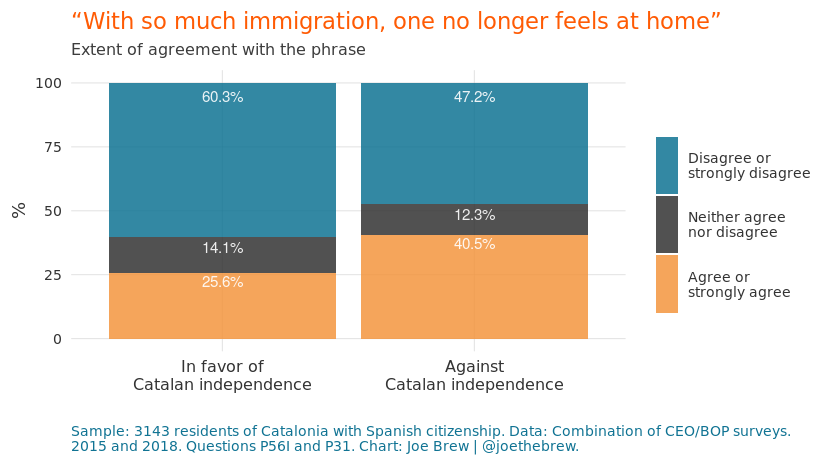 “With so much immigration, one no longer feels at home”
Extent of agreement with the phrase
100
75
50
25
0
%
60.3%
14.1%
25.6%
47.2%
12.3%
40.5%
In favor of
Catalan independence
Against
Catalan independence
Disagree or
strongly disagree
Neither agree
nor disagree
Agree or
strongly agree
Sample: 3143 residents of Catalonia with Spanish citizenship. Data: Combination of CEO/BOP surveys.
2015 and 2018. Questions P56I and P31. Chart: Joe Brew | @joethebrew.